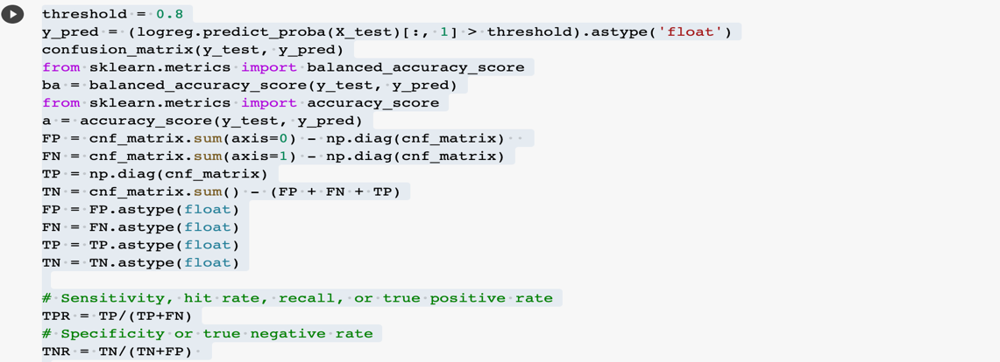 threshold = 0.8
y_pred = (logreg.predict_proba(X_test)[:, 1] > threshold).astype('float')
confusion_matrix(y_test, y_pred)
from sklearn.metrics import balanced_accuracy_score
ba = balanced_accuracy_score(y_test, y_pred)
from sklearn.metrics import accuracy_score
a = accuracy_score(y_test, y_pred)
FP = cnf_matrix.sum(axis=0) - np.diag(cnf_matrix)
FN = cnf_matrix.sum(axis=1) - np.diag(cnf_matrix)
TP = np.diag(cnf_matrix)
TN = cnf_matrix.sum() - (FP + FN + TP)
FP = FP.astype(float)
FN = FN.astype(float)
TP = TP.astype(float)
TN = TN.astype(float)
# Sensitivity, hit rate, recall, or true positive rate
TPR = TP/(TP+FN)
# Specificity or true negative rate
TNR = TN/(TN+FP)